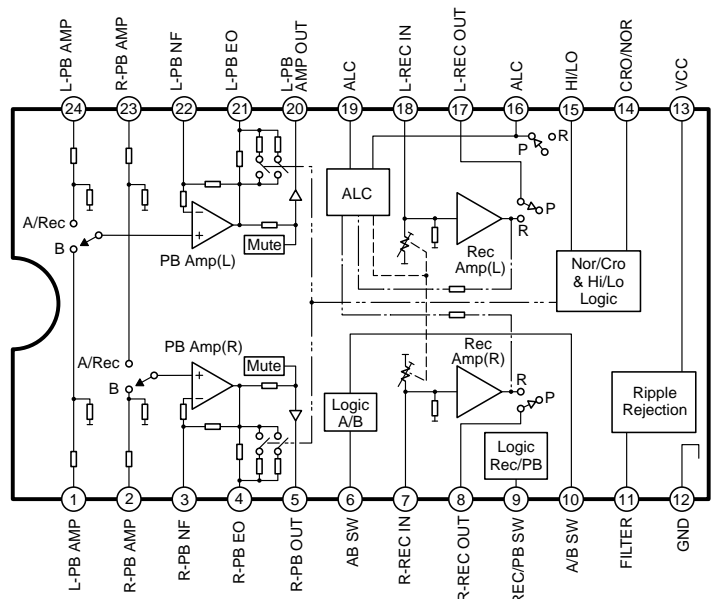 L-PB AMP
R-PB AMP
L-PB NF
L-PB EO
L-PB
AMP OUT
ALC
L-REC IN
L-REC OUT
ALC
HI/LO
CRO/NOR
VCC
24
23
22
21
20
19
18
17
16
15
14
13
A/Rec
B
PB Amp(L)
Mute
ALC
Rec
Amp(L)
P
R
P
R
Nor/Cro
& Hi/Lo
Logic
A/Rec
B
PB Amp(R)
Mute
Logic
A/B
Rec
Amp(R)
R
P
Logic
Rec/PB
Ripple
Rejection
1
2
3
4
5
6
7
8
9
10
11
12
L-PB AMP
R-PB AMP
R-PB NF
R-PB EO
R-PB OUT
AB SW
R-REC IN
R-REC OUT
REC/PB SW
A/B SW
FILTER
GND